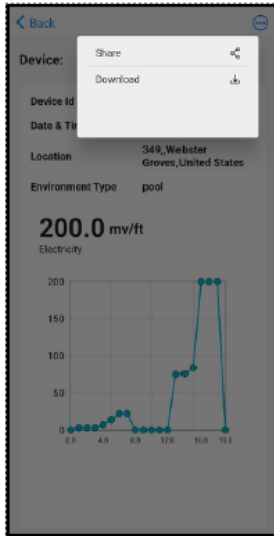 Back
Device:
Share
Download
Device Id
Date & Tir
Location
349,,Webster
Groves,United States
Environment Type
pool
200.0 mv/ft
Electricity
200
150
100
50
0
0.0 4.0 8.0 12.0 16.0 19.0